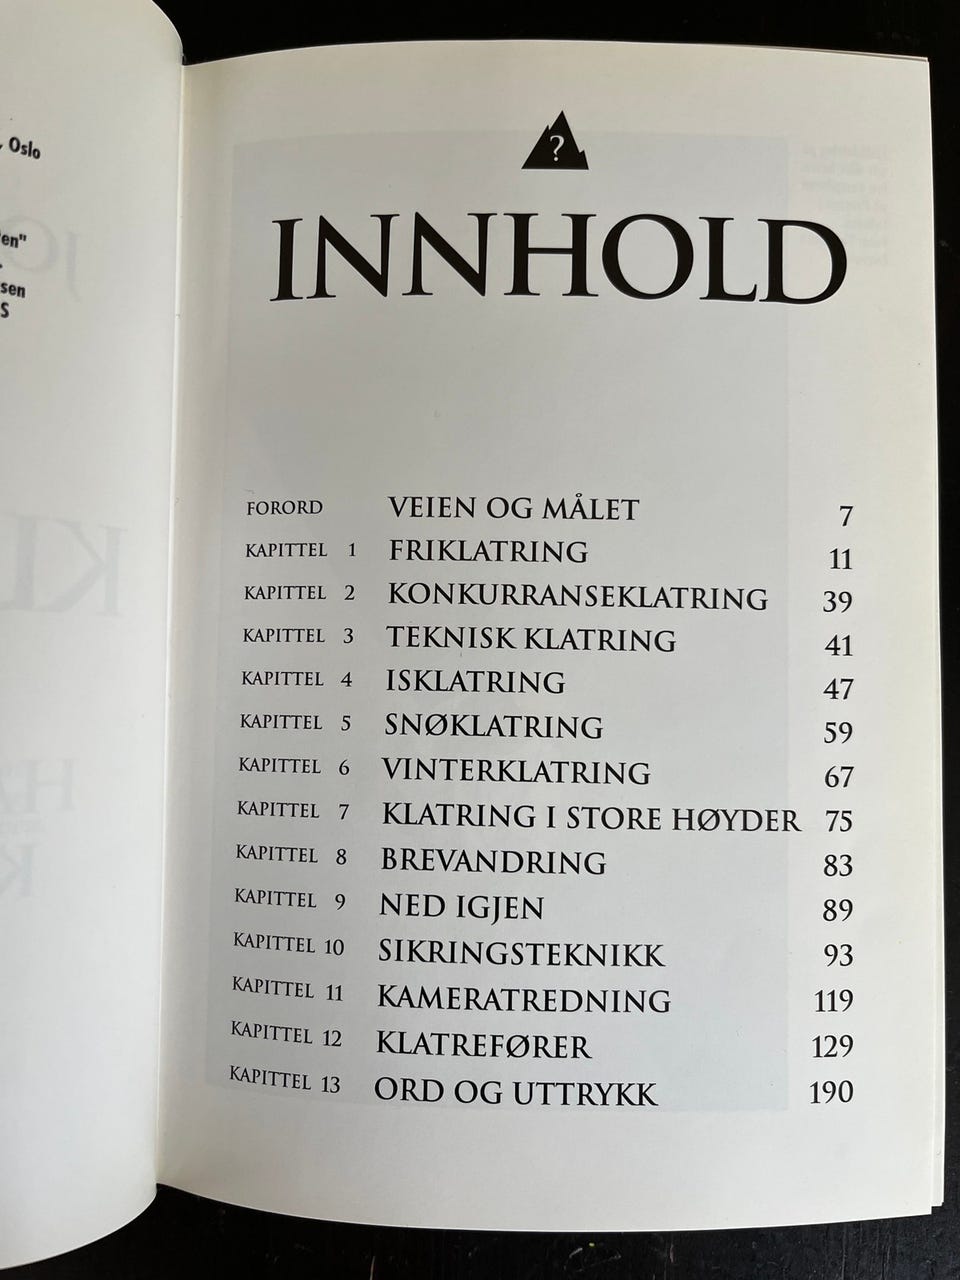 , Oslo
en"
sen
S
?
INNHOLD
FORORD VEIEN OG MÅLET 7
KAPITTEL 1 FRIKLATRING 11
KAPITTEL 2 KONKURRANSEKLATRING 39
KAPITTEL 3 TEKNISK KLATRING 41
KAPITTEL 4 ISKLATRING 47
KAPITTEL 5 SNØKLATRING 59
KAPITTEL 6 VINTERKLATRING 67
KAPITTEL 7 KLATRING I STORE HØYDER 75
KAPITTEL 8 BREVANDRING 83
KAPITTEL 9 NED IGJEN 89
KAPITTEL 10 SIKRINGSTEKNIKK 93
KAPITTEL 11 KAMERATREDNING 119
KAPITTEL 12 KLATREFØRER 129
KAPITTEL 13 ORD OG UTTRYKK 190